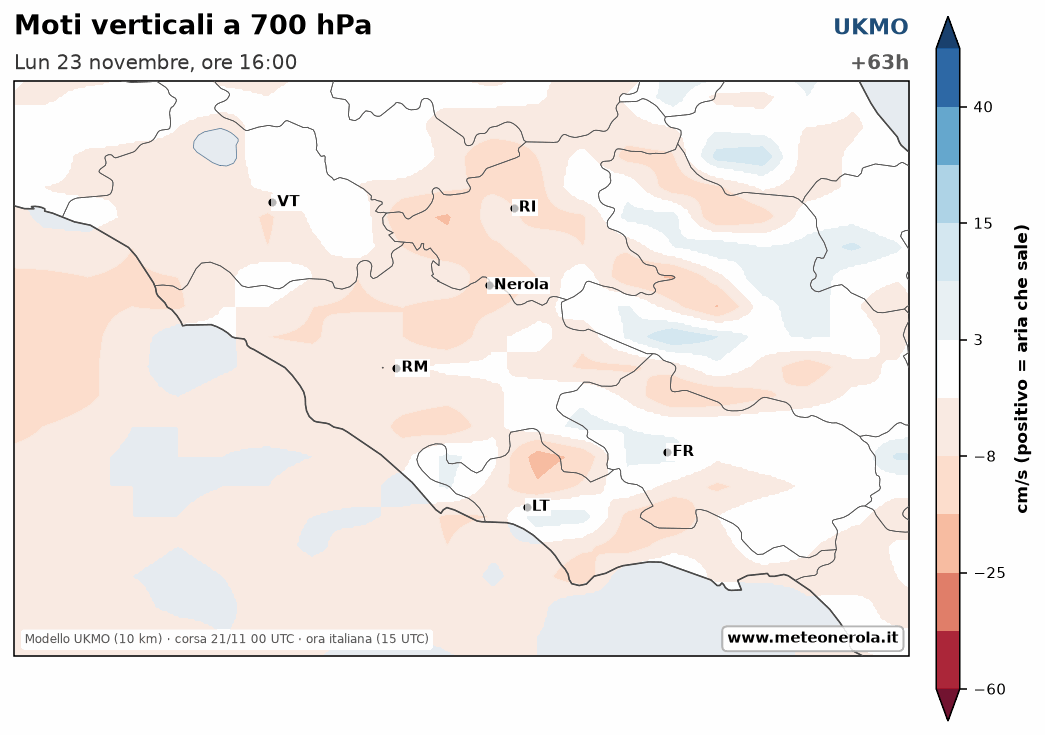 Moti verticali a 700 hPa
UKMO
Lun 23 novembre, ore 16:00
+63h
VT
RI
Nerola
RM
FR
LT
40
15
3
−8
−25
−60
cm/s (positivo = aria che sale)
Modello UKMO (10 km) · corsa 21/11 00 UTC · ora italiana (15 UTC)
www.meteonerola.it